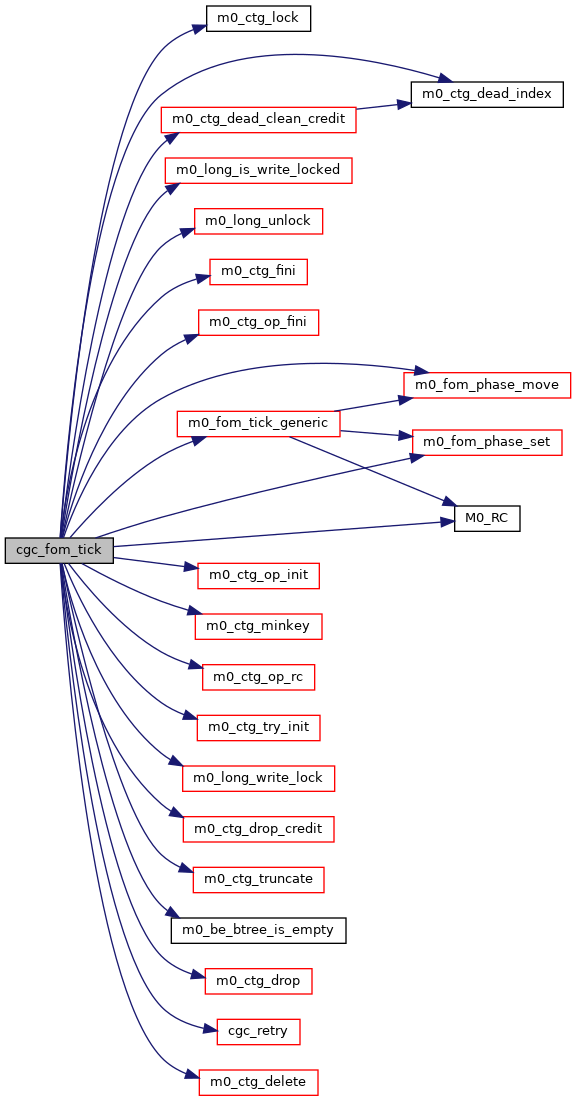 m0_ctg_lock
m0_ctg_dead_index
m0_ctg_dead_clean_credit
m0_long_is_write_locked
m0_long_unlock
m0_ctg_fini
m0_ctg_op_fini
m0_fom_phase_move
m0_fom_tick_generic
m0_fom_phase_set
M0_RC
cgc_fom_tick
m0_ctg_op_init
m0_ctg_minkey
m0_ctg_op_rc
m0_ctg_try_init
m0_long_write_lock
m0_ctg_drop_credit
m0_ctg_truncate
m0_be_btree_is_empty
m0_ctg_drop
cgc_retry
m0_ctg_delete